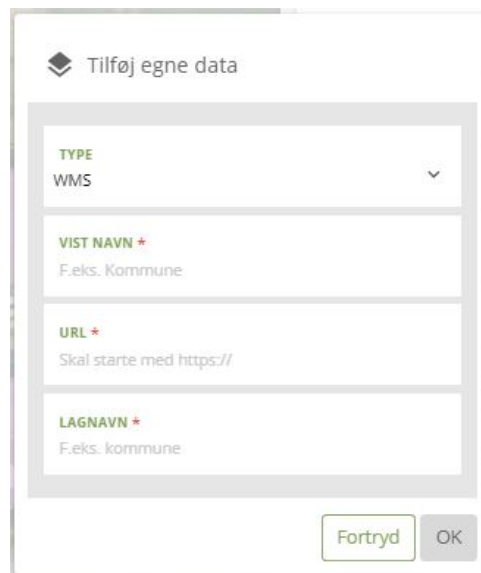 Tilføj egne data
TYPE
WMS
VIST NAVN *
F.eks. Kommune
URL *
Skal starte med https://
LAGNAVN *
F.eks. kommune
Fortryd OK